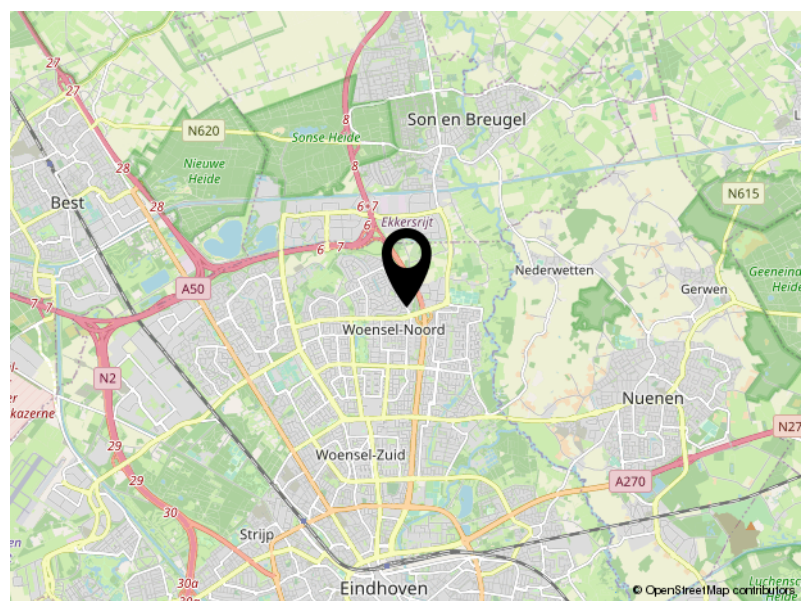 27
27
8
Son en Breugel
N620
Sonse Heide
8
Nieuwe
Heide
28
N615
Best
28
6
7
6
Ekkersrijt
6
7
Nederwetten
Geeneind
Heide
A50
Gerwen
7
7
Woensel-Noord
N2
kazerne
Nuenen
N27
29
Woensel-Zuid
29
A270
30
Strijp
30a
Eindhoven
Luchens
© OpenStreetMap contributors